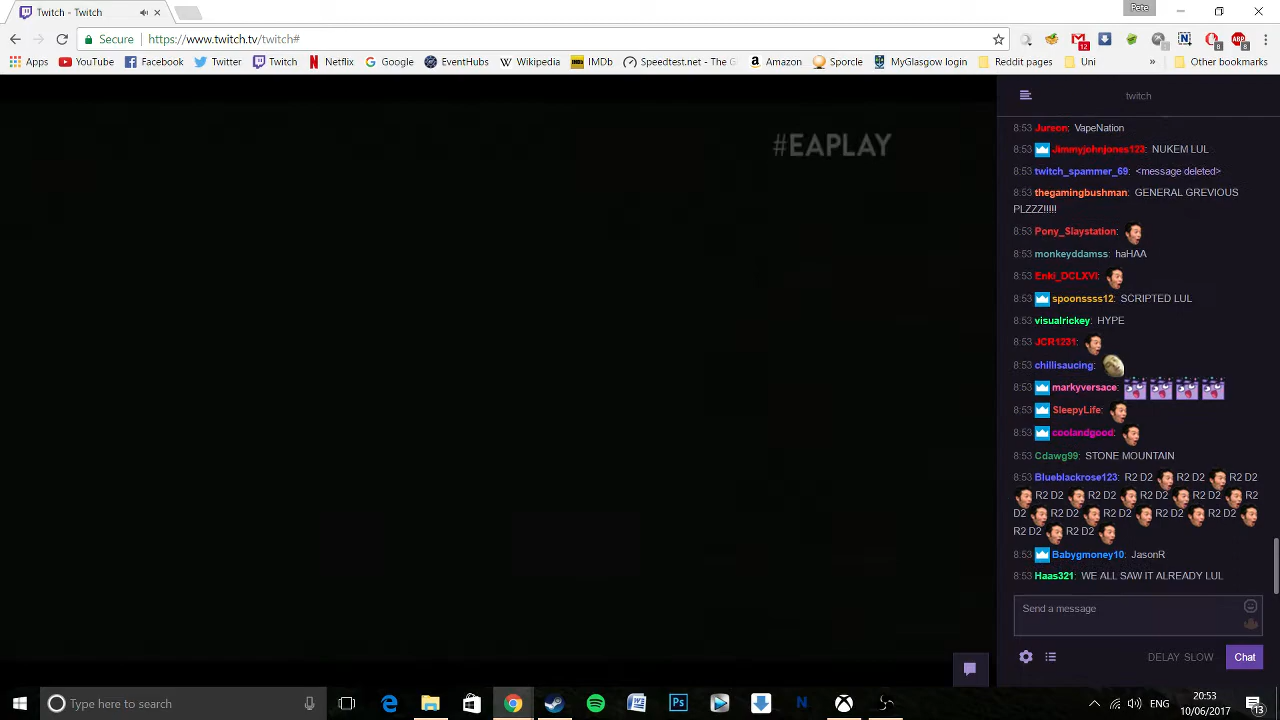 Twitch - Twitch
Pete
Secure
https://www.twitch.tv/twitch#
12
8
8
Apps
YouTube
Facebook
Twitter
Twitch
Netflix
Google
EventHubs
Wikipedia
IMDb
Speedtest.net - The G
Amazon
Sporcle
MyGlasgow login
Reddit pages
Uni
»
Other bookmarks
#EAPLAY
twitch
8:53 Jureon: VapeNation
8:53 Jimmyjohnjones123: NUKEM LUL
8:53 twitch_spammer_69: <message deleted>
8:53 thegamingbushman: GENERAL GREVIOUS
PLZZZ!!!!!
8:53 Pony_Slaystation:
8:53 monkeyddamss: haHAA
8:53 Enki_DCLXVI:
8:53 spoonssss12: SCRIPTED LUL
8:53 visualrickey: HYPE
8:53 JCR1231:
8:53 chillisaucing:
8:53 markyversace:
8:53 SleepyLife:
8:53 coolandgood:
8:53 Cdawg99: STONE MOUNTAIN
8:53 Blueblackrose123: R2 D2 R2 D2 R2 D2
R2 D2 R2 D2 R2 D2 R2 D2 R2
D2 R2 D2 R2 D2 R2 D2 R2 D2
R2 D2 R2 D2
8:53 Babygmoney10: JasonR
8:53 Haas321: WE ALL SAW IT ALREADY LUL
Send a message
DELAY SLOW
Chat
Type here to search
Ps
N
ENG
20:53
10/06/2017
13